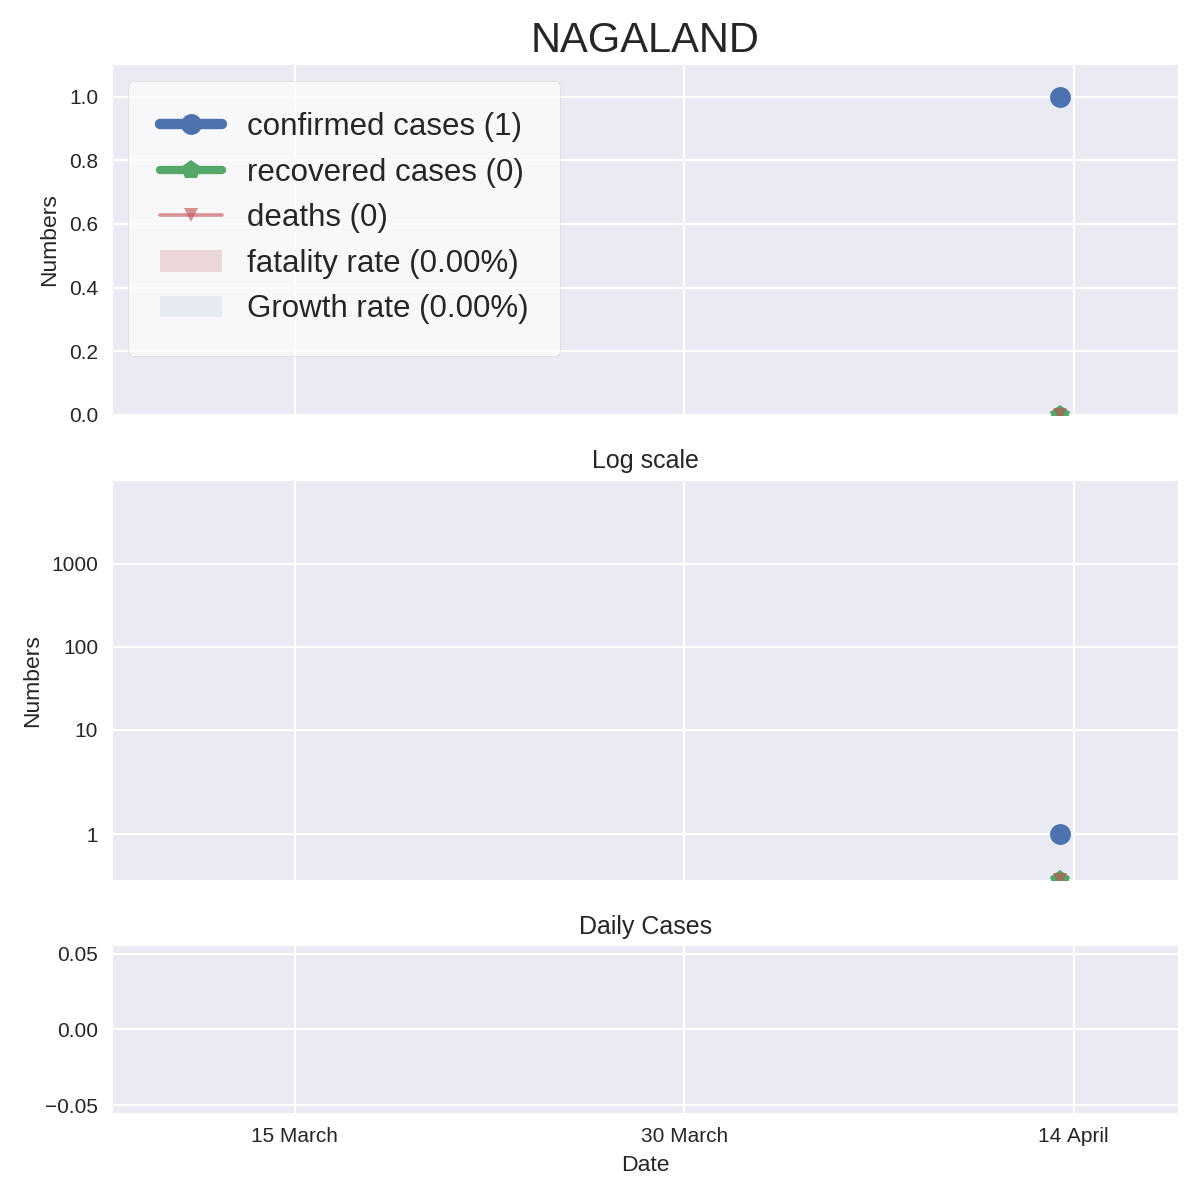 NAGALAND
1.0
0.8
0.6
0.4
0.2
0.0
Numbers
confirmed cases (1)
recovered cases (0)
deaths (0)
fatality rate (0.00%)
Growth rate (0.00%)
Log scale
1000
100
10
1
Numbers
Daily Cases
0.05
0.00
−0.05
15 March
30 March
14 April
Date